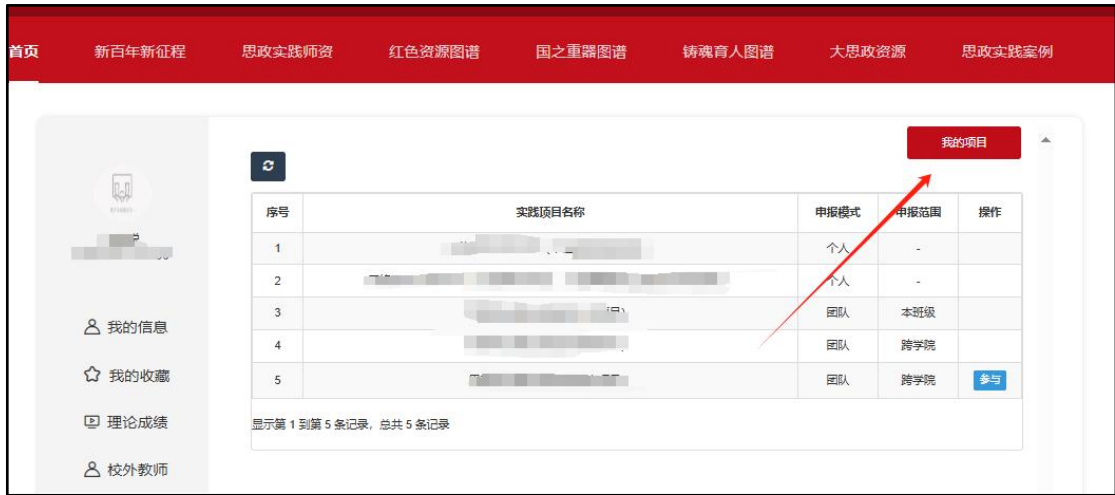 首页 新百年新征程 思政实践师资 红色资源图谱 国之重器图谱 铸魂育人图谱 大思政资源 思政实践案例
我的项目
序号 实践项目名称 申报模式 申报范围 操作
1 个人 -
2 个人 -
3 团队 本班级
4 团队 跨学院
5 团队 跨学院 参与
显示第 1 到第 5 条记录，总共 5 条记录
我的信息
我的收藏
理论成绩
校外教师